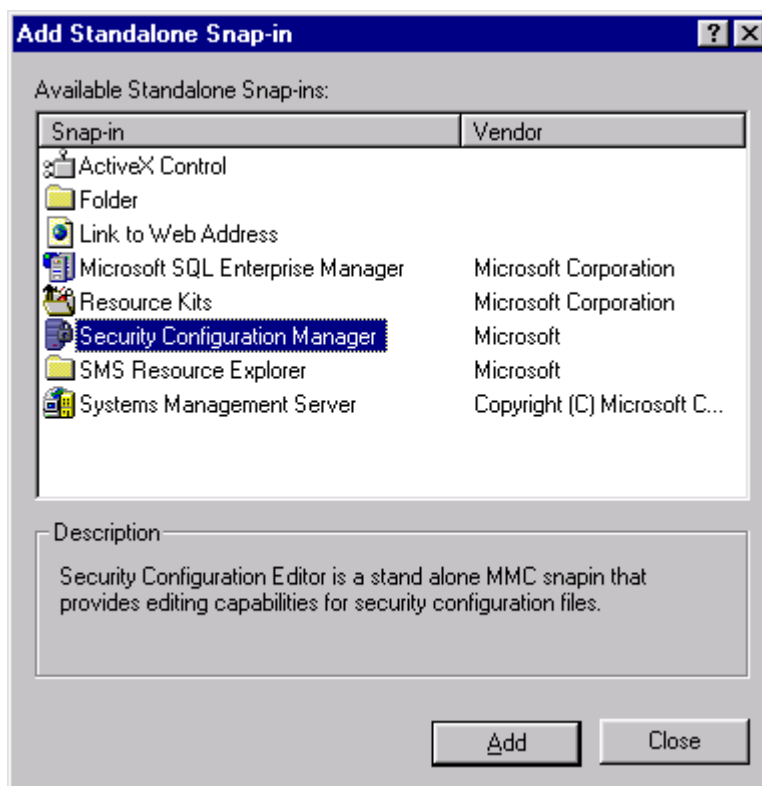 Add Standalone Snap-in
Available Standalone Snap-ins:
Snap-in Vendor
ActiveX Control
Folder
Link to Web Address
Microsoft SQL Enterprise Manager Microsoft Corporation
Resource Kits Microsoft Corporation
Security Configuration Manager Microsoft
SMS Resource Explorer Microsoft
Systems Management Server Copyright (C) Microsoft C...
Description
Security Configuration Editor is a stand alone MMC snapin that
provides editing capabilities for security configuration files.
Add Close